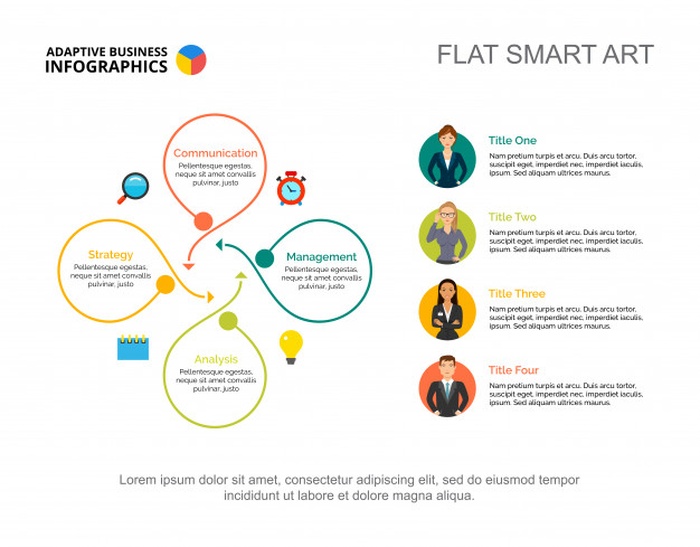 ADAPTIVE BUSINESS
INFOGRAPHICS
FLAT SMART ART
Communication
Pellentesque egestas,
neque sit amet convallis
pulvinar, justo
Strategy
Pellentesque egestas,
neque sit amet convallis
pulvinar, justo
Management
Pellentesque egestas,
neque sit amet convallis
pulvinar, justo
Analysis
Pellentesque egestas,
neque sit amet convallis
pulvinar, justo
Title One
Nam pretium turpis et arcu. Duis arcu tortor,
suscipit eget, imperdiet nec, imperdiet iaculis,
ipsum. Sed aliquam ultrices mauris.
Title Two
Nam pretium turpis et arcu. Duis arcu tortor,
suscipit eget, imperdiet nec, imperdiet iaculis,
ipsum. Sed aliquam ultrices mauris.
Title Three
Nam pretium turpis et arcu. Duis arcu tortor,
suscipit eget, imperdiet nec, imperdiet iaculis,
ipsum. Sed aliquam ultrices mauris.
Title Four
Nam pretium turpis et arcu. Duis arcu tortor,
suscipit eget, imperdiet nec, imperdiet iaculis,
ipsum. Sed aliquam ultrices mauris.
Lorem ipsum dolor sit amet, consectetur adipiscing elit, sed do eiusmod tempor
incididunt ut labore et dolore magna aliqua.